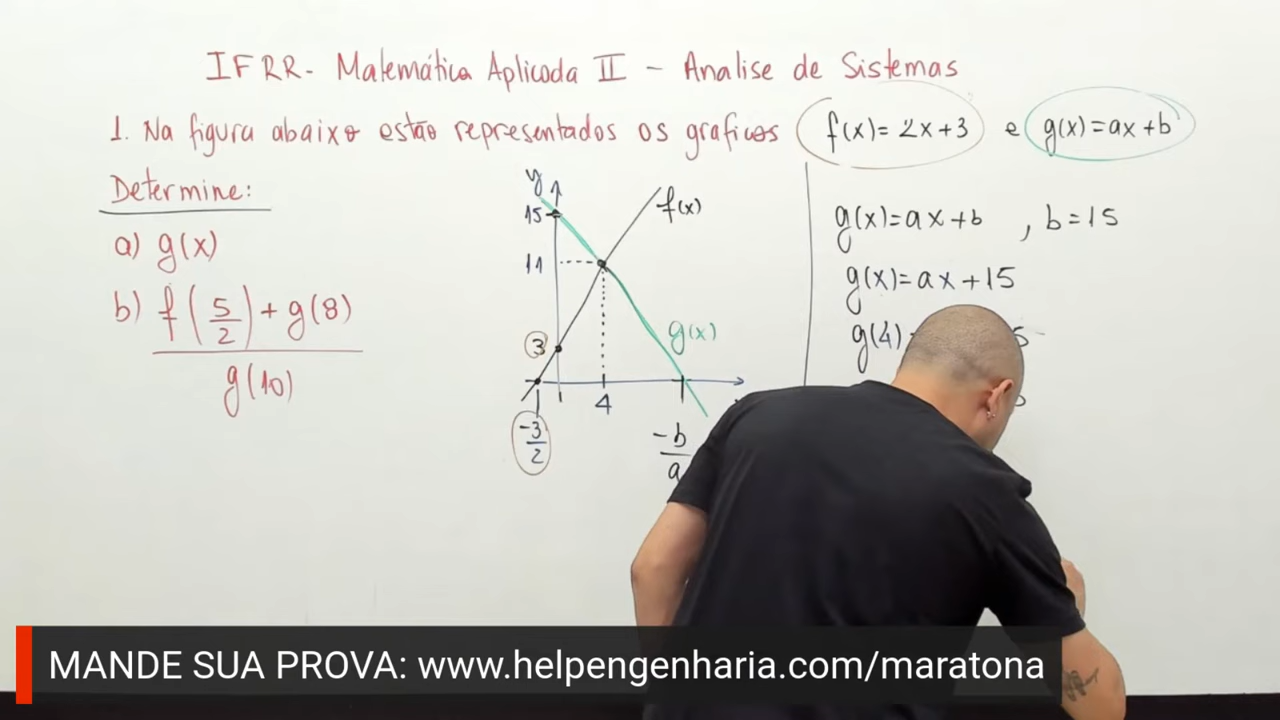 IFRR- Matemática Aplicada II - Analise de Sistemas
1. Na figura abaixo estão representados os graficos f(x)= 2x+3 e g(x)=ax+b
Determine:
a) g(x)
b) f(5/2)+g(8)
g(10)
y
15
f(x)
11
3
g(x)
4
-3/2
-b/a
g(x)=ax+b , b=15
g(x)=ax+15
g(4)
MANDE SUA PROVA: www.helpengenharia.com/maratona